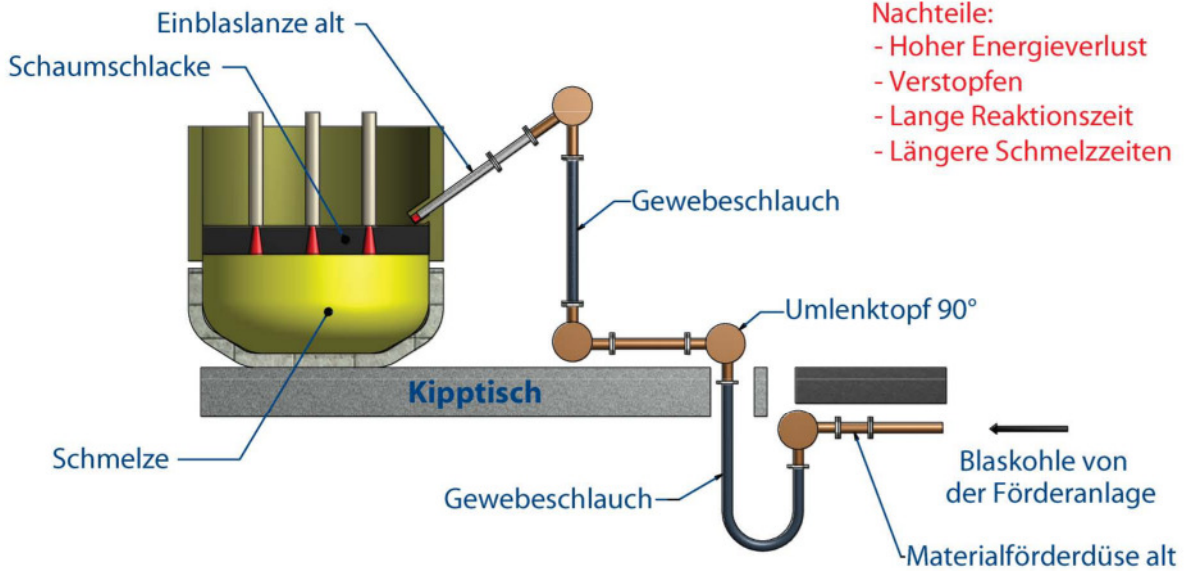 Einblaslanze alt
Schaumschlacke
Nachteile:
- Hoher Energieverlust
- Verstopfen
- Lange Reaktionszeit
- Längere Schmelzzeiten
Gewebeschlauch
Umlenktopf 90°
Kipptisch
Schmelze
Gewebeschlauch
Blaskohle von
der Förderanlage
Materialförderdüse alt